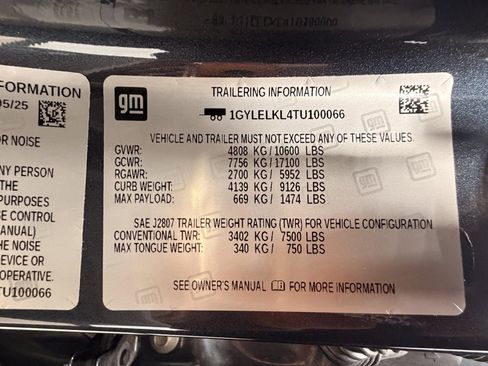 FORMATION
05/25
OR NOISE
NY PERSON
THE
NG
SE CONTROL
ANUAL)
THE NOISE
DEVICE OR
OPERATIVE.
TU100066
gm
TRAILERING INFORMATION
1GYLELKL4TU100066
VEHICLE AND TRAILER MUST NOT EXCEED ANY OF THESE VALUES.
GVWR: 4808 KG / 10600 LBS
GCWR: 7756 KG / 17100 LBS
RGAWR: 2700 KG / 5952 LBS
CURB WEIGHT: 4139 KG / 9126 LBS
MAX PAYLOAD: 669 KG / 1474 LBS
SAE J2807 TRAILER WEIGHT RATING (TWR) FOR VEHICLE CONFIGURATION
CONVENTIONAL TWR: 3402 KG / 7500 LBS
MAX TONGUE WEIGHT: 340 KG / 750 LBS
SEE OWNER'S MANUAL FOR MORE INFORMATION